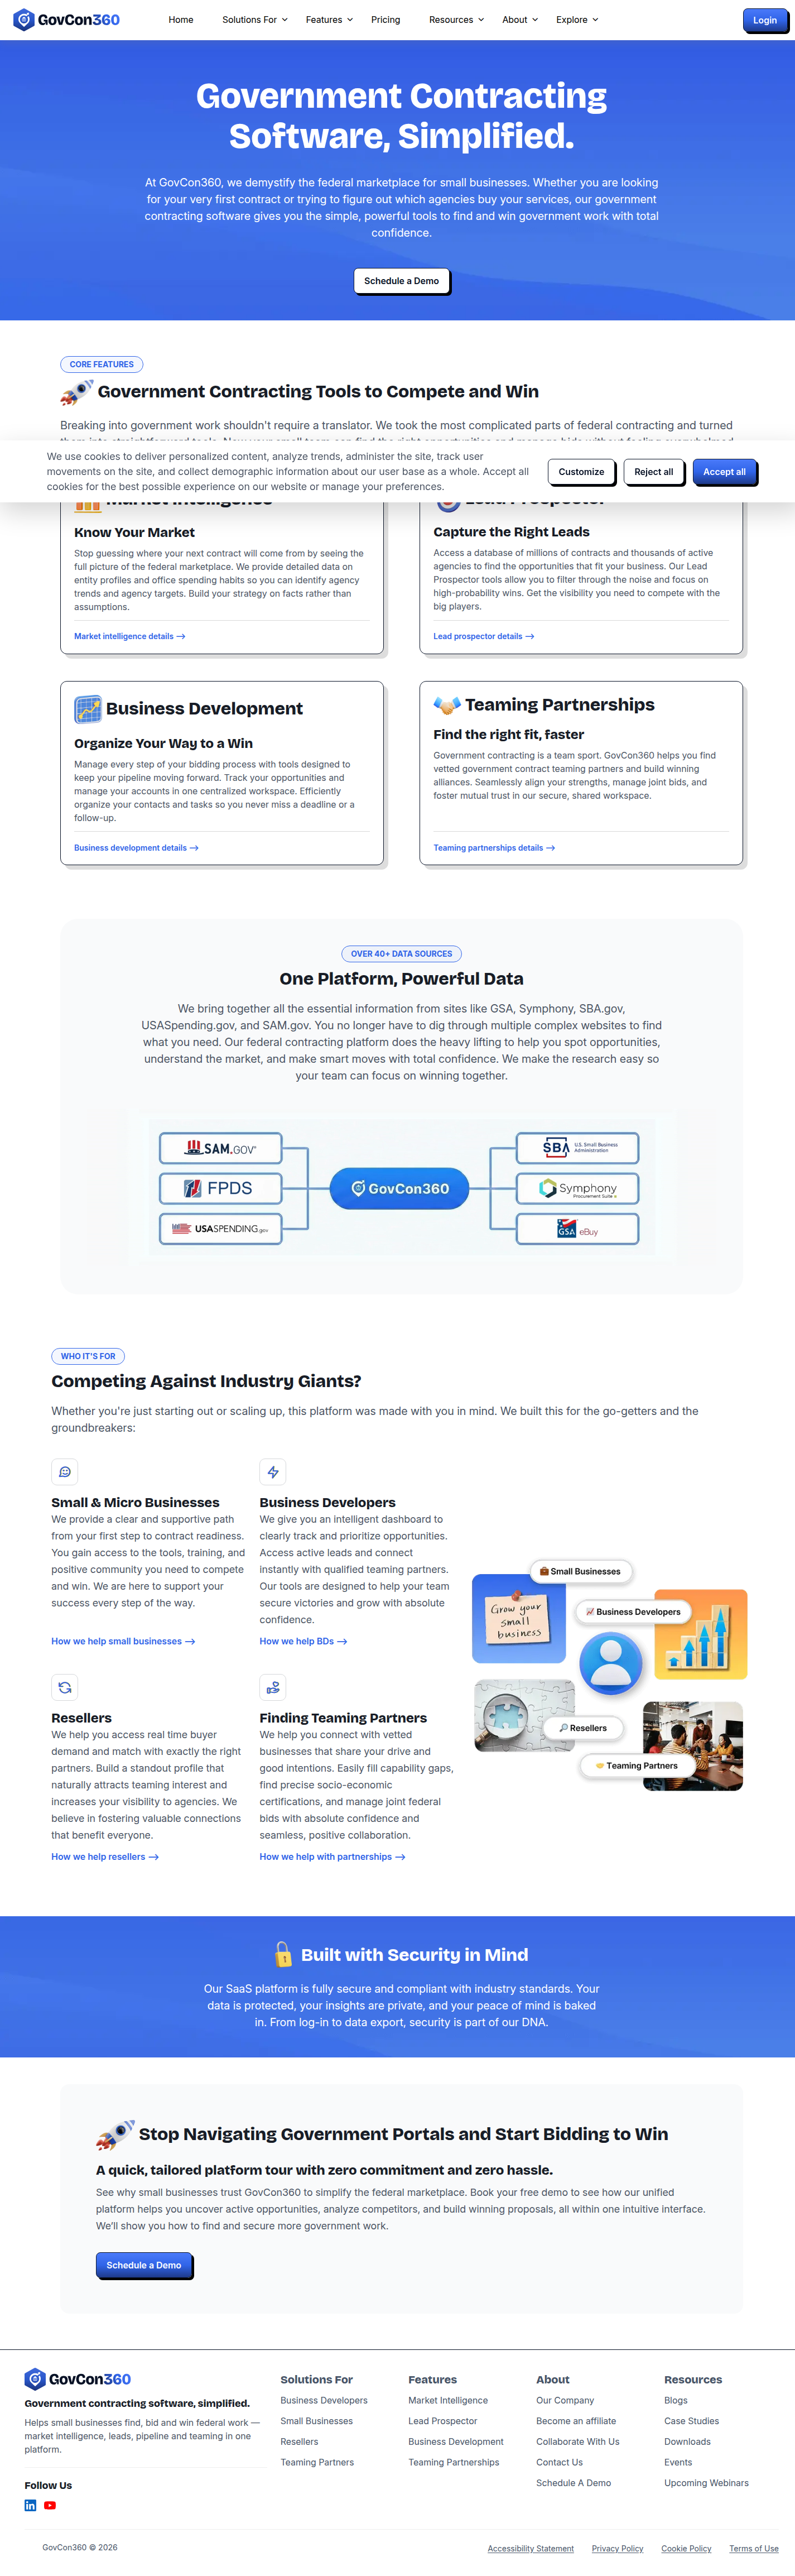 GovCon360
Home
Solutions For
Features
Pricing
Resources
About
Explore
Login
Government Contracting
Software, Simplified.
At GovCon360, we demystify the federal marketplace for small businesses. Whether you are looking
for your very first contract or trying to figure out which agencies buy your services, our government
contracting software gives you the simple, powerful tools to find and win government work with total
confidence.
Schedule a Demo
CORE FEATURES
Government Contracting Tools to Compete and Win
Breaking into government work shouldn't require a translator. We took the most complicated parts of federal contracting and turned
We use cookies to deliver personalized content, analyze trends, administer the site, track user
movements on the site, and collect demographic information about our user base as a whole. Accept all
cookies for the best possible experience on our website or manage your preferences.
Customize
Reject all
Accept all
Know Your Market
Stop guessing where your next contract will come from by seeing the
full picture of the federal marketplace. We provide detailed data on
entity profiles and office spending habits so you can identify agency
trends and agency targets. Build your strategy on facts rather than
assumptions.
Market intelligence details →
Capture the Right Leads
Access a database of millions of contracts and thousands of active
agencies to find the opportunities that fit your business. Our Lead
Prospector tools allow you to filter through the noise and focus on
high-probability wins. Get the visibility you need to compete with the
big players.
Lead prospector details →
Business Development
Organize Your Way to a Win
Manage every step of your bidding process with tools designed to
keep your pipeline moving forward. Track your opportunities and
manage your accounts in one centralized workspace. Efficiently
organize your contacts and tasks so you never miss a deadline or a
follow-up.
Business development details →
Teaming Partnerships
Find the right fit, faster
Government contracting is a team sport. GovCon360 helps you find
vetted government contract teaming partners and build winning
alliances. Seamlessly align your strengths, manage joint bids, and
foster mutual trust in our secure, shared workspace.
Teaming partnerships details →
OVER 40+ DATA SOURCES
One Platform, Powerful Data
We bring together all the essential information from sites like GSA, Symphony, SBA.gov,
USASpending.gov, and SAM.gov. You no longer have to dig through multiple complex websites to find
what you need. Our federal contracting platform does the heavy lifting to help you spot opportunities,
understand the market, and make smart moves with total confidence. We make the research easy so
your team can focus on winning together.
SAM.GOV
FPDS
USASPENDING.gov
GovCon360
SBA U.S. Small Business
Administration
Symphony
Procurement Suite
GSA eBuy
WHO IT'S FOR
Competing Against Industry Giants?
Whether you're just starting out or scaling up, this platform was made with you in mind. We built this for the go-getters and the
groundbreakers:
Small & Micro Businesses
We provide a clear and supportive path
from your first step to contract readiness.
You gain access to the tools, training, and
positive community you need to compete
and win. We are here to support your
success every step of the way.
How we help small businesses →
Business Developers
We give you an intelligent dashboard to
clearly track and prioritize opportunities.
Access active leads and connect
instantly with qualified teaming partners.
Our tools are designed to help your team
secure victories and grow with absolute
confidence.
How we help BDs →
Resellers
We help you access real time buyer
demand and match with exactly the right
partners. Build a standout profile that
naturally attracts teaming interest and
increases your visibility to agencies. We
believe in fostering valuable connections
that benefit everyone.
How we help resellers →
Finding Teaming Partners
We help you connect with vetted
businesses that share your drive and
good intentions. Easily fill capability gaps,
find precise socio-economic
certifications, and manage joint federal
bids with absolute confidence and
seamless, positive collaboration.
How we help with partnerships →
Small Businesses
Grow your
small
business
Business Developers
Resellers
Teaming Partners
Built with Security in Mind
Our SaaS platform is fully secure and compliant with industry standards. Your
data is protected, your insights are private, and your peace of mind is baked
in. From log-in to data export, security is part of our DNA.
Stop Navigating Government Portals and Start Bidding to Win
A quick, tailored platform tour with zero commitment and zero hassle.
See why small businesses trust GovCon360 to simplify the federal marketplace. Book your free demo to see how our unified
platform helps you uncover active opportunities, analyze competitors, and build winning proposals, all within one intuitive interface.
We'll show you how to find and secure more government work.
Schedule a Demo
GovCon360
Government contracting software, simplified.
Helps small businesses find, bid and win federal work —
market intelligence, leads, pipeline and teaming in one
platform.
Follow Us
Solutions For
Business Developers
Small Businesses
Resellers
Teaming Partners
Features
Market Intelligence
Lead Prospector
Business Development
Teaming Partnerships
About
Our Company
Become an affiliate
Collaborate With Us
Contact Us
Schedule A Demo
Resources
Blogs
Case Studies
Downloads
Events
Upcoming Webinars
GovCon360 © 2026
Accessibility Statement
Privacy Policy
Cookie Policy
Terms of Use